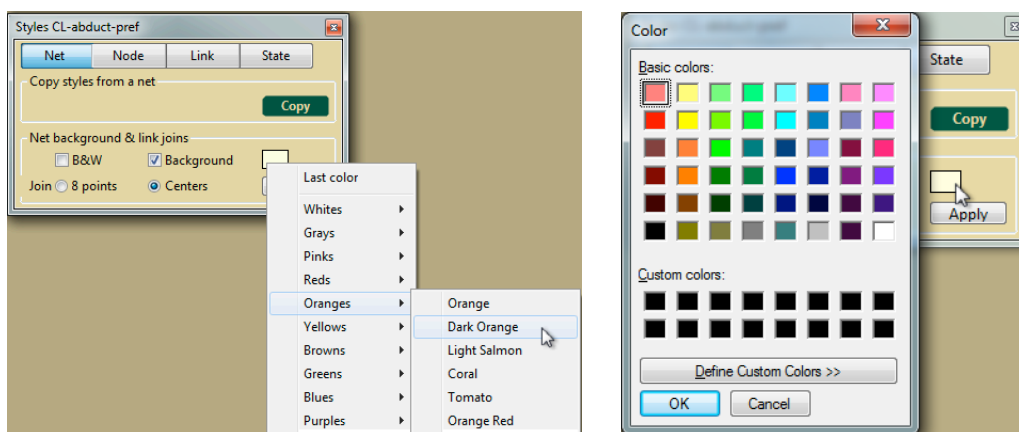 Styles CL-abduct-pref
Net Node Link State
Copy styles from a net
Copy
Net background & link joins
B&W Background
Join 8 points Centers
Last color
Whites
Grays
Pinks
Reds
Oranges
Yellows
Browns
Greens
Blues
Purples
Orange
Dark Orange
Light Salmon
Coral
Tomato
Orange Red
Color
Basic colors:
Custom colors:
Define Custom Colors >>
OK Cancel
State
Copy
Apply